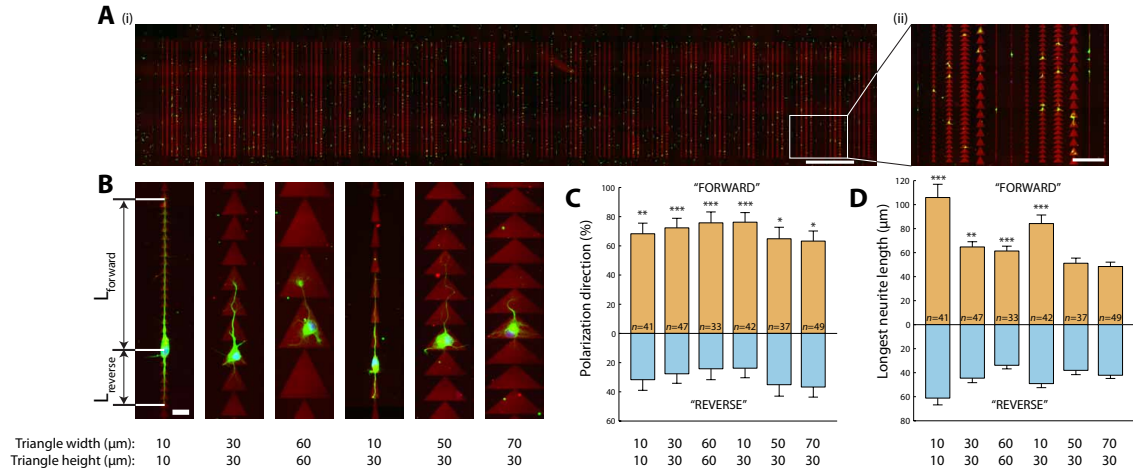 A
(i)
(ii)
B
L forward
L reverse
Triangle width (µm): 10 30 60 10 50 70
Triangle height (µm): 10 30 60 30 30 30
C
"FORWARD"
100
80
60
40
20
0
20
40
60
80
Polarization direction (%)
** *** *** *** * *
n=41 n=47 n=33 n=42 n=37 n=49
"REVERSE"
10 30 60 10 50 70
10 30 60 30 30 30
D
"FORWARD"
120
100
80
60
40
20
0
20
40
60
80
Longest neurite length (µm)
*** ** *** ***
n=41 n=47 n=33 n=42 n=37 n=49
"REVERSE"
10 30 60 10 50 70
10 30 60 30 30 30